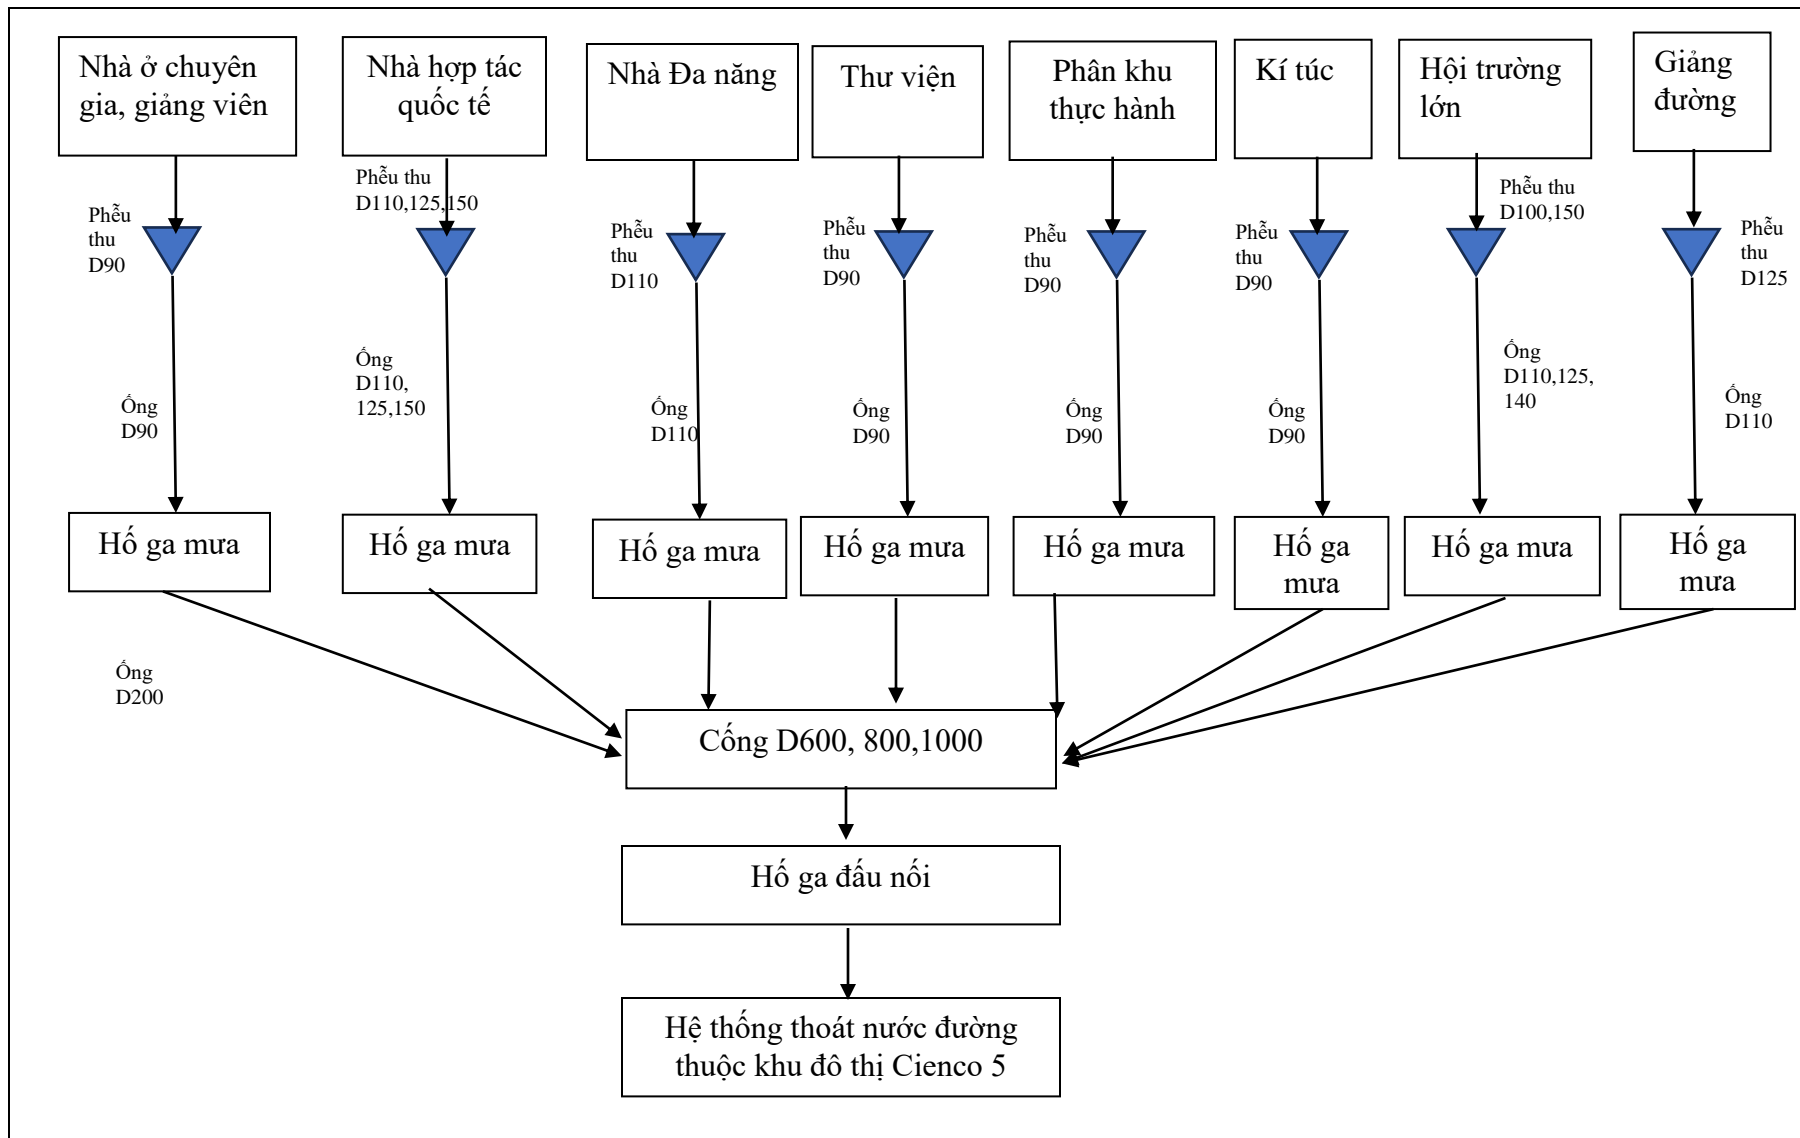 Nhà ở chuyên
gia, giảng viên
Nhà hợp tác
quốc tế
Nhà Đa năng
Thư viện
Phân khu
thực hành
Kí túc
Hội trường
lớn
Giảng
đường
Phễu
thu
D90
Phễu thu
D110,125,150
Phễu
thu
D110
Phễu
thu
D90
Phễu
thu
D90
Phễu
thu
D90
Phễu thu
D100,150
Phễu
thu
D125
Ống
D90
Ống
D110,
125,150
Ống
D110
Ống
D90
Ống
D90
Ống
D90
Ống
D110,125,
140
Ống
D110
Hố ga mưa
Hố ga mưa
Hố ga mưa
Hố ga mưa
Hố ga mưa
Hố ga
mưa
Hố ga mưa
Hố ga
mưa
Ống
D200
Cống D600, 800,1000
Hố ga đấu nối
Hệ thống thoát nước đường
thuộc khu đô thị Cienco 5